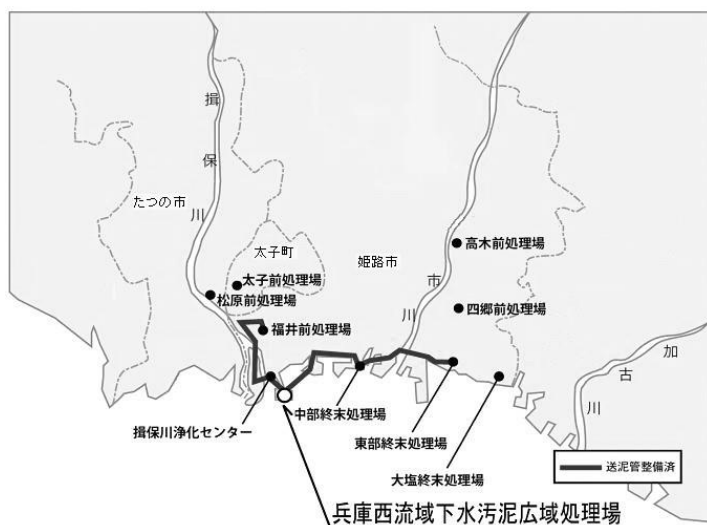 揖保川
たつの市
太子町
姫路市
市川
高木前処理場
太子前処理場
松原前処理場
四郷前処理場
福井前処理場
加古川
中部終末処理場
揖保川浄化センター
東部終末処理場
大塩終末処理場
送泥管整備済
兵庫西流域下水汚泥広域処理場